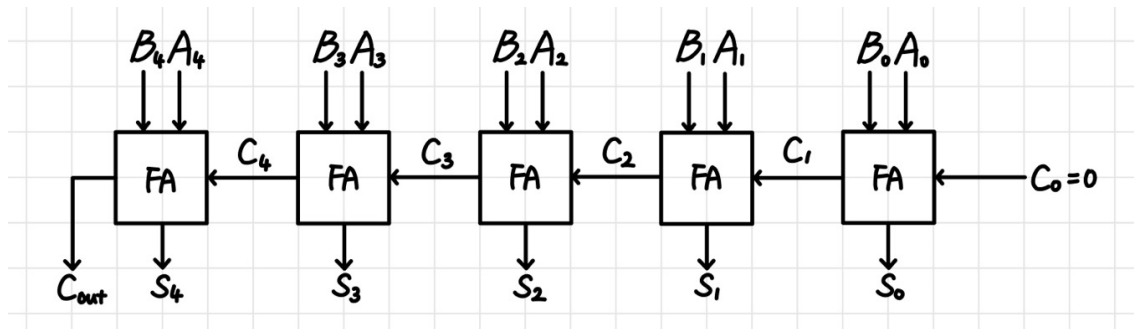 B₄ A₄ B₃ A₃ B₂ A₂ B₁ A₁ B₀ A₀
FA C₄ FA C₃ FA C₂ FA C₁ FA C₀=0
Cout S₄ S₃ S₂ S₁ S₀